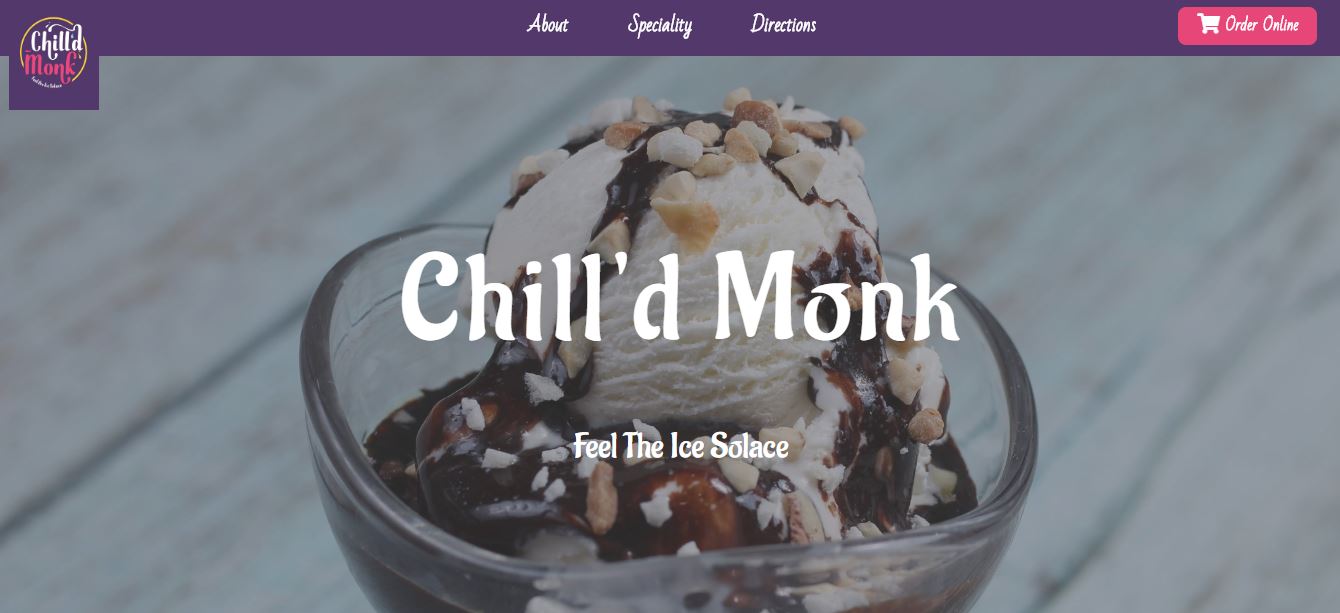 Chill'd
Monk
Feel The Ice Solace
About
Speciality
Directions
Order Online
Chill'd Monk
Feel The Ice Solace